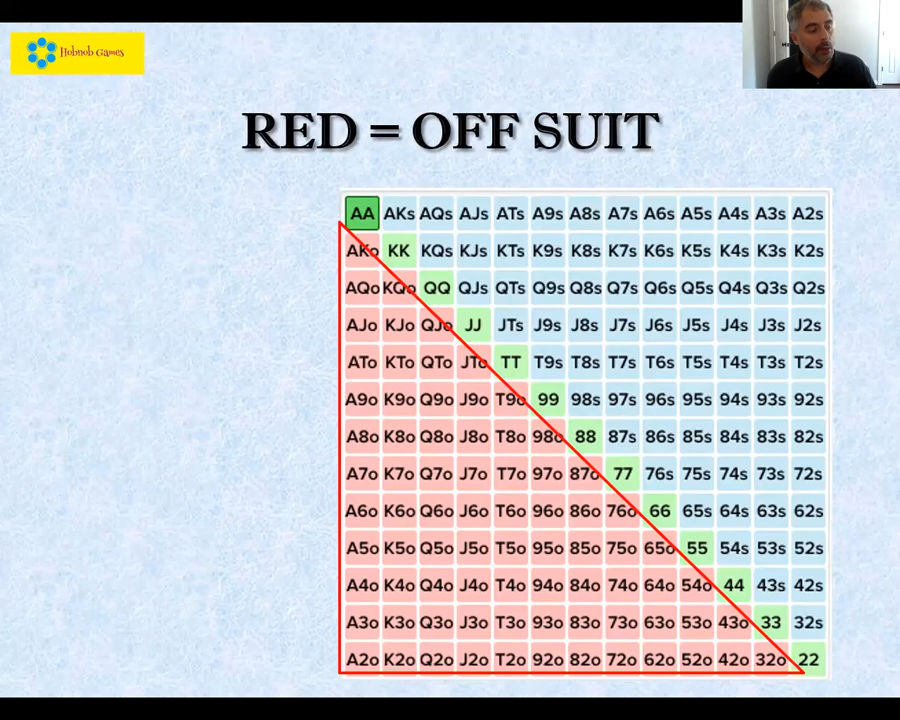 Hobnob Games
RED = OFF SUIT
AA AKs AQs AJs ATs A9s A8s A7s A6s A5s A4s A3s A2s
AKo KK KQs KJs KTs K9s K8s K7s K6s K5s K4s K3s K2s
AQo KQo QQ QJs QTs Q9s Q8s Q7s Q6s Q5s Q4s Q3s Q2s
AJo KJo QJo JJ JTs J9s J8s J7s J6s J5s J4s J3s J2s
ATo KTo QTo JTo TT T9s T8s T7s T6s T5s T4s T3s T2s
A9o K9o Q9o J9o T9o 99 98s 97s 96s 95s 94s 93s 92s
A8o K8o Q8o J8o T8o 98o 88 87s 86s 85s 84s 83s 82s
A7o K7o Q7o J7o T7o 97o 87o 77 76s 75s 74s 73s 72s
A6o K6o Q6o J6o T6o 96o 86o 76o 66 65s 64s 63s 62s
A5o K5o Q5o J5o T5o 95o 85o 75o 65o 55 54s 53s 52s
A4o K4o Q4o J4o T4o 94o 84o 74o 64o 54o 44 43s 42s
A3o K3o Q3o J3o T3o 93o 83o 73o 63o 53o 43o 33 32s
A2o K2o Q2o J2o T2o 92o 82o 72o 62o 52o 42o 32o 22